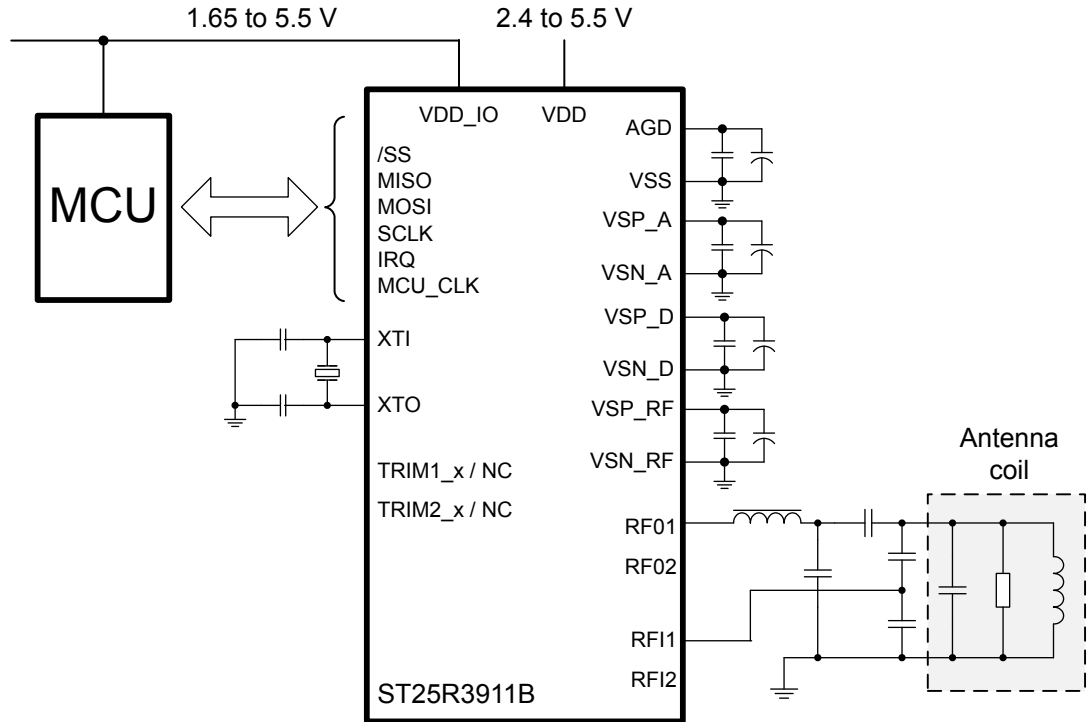 1.65 to 5.5 V
2.4 to 5.5 V
MCU
VDD_IO
VDD
/SS
MISO
MOSI
SCLK
IRQ
MCU_CLK
XTI
XTO
TRIM1_x / NC
TRIM2_x / NC
AGD
VSS
VSP_A
VSN_A
VSP_D
VSN_D
VSP_RF
VSN_RF
RF01
RF02
RFI1
RFI2
ST25R3911B
Antenna
coil